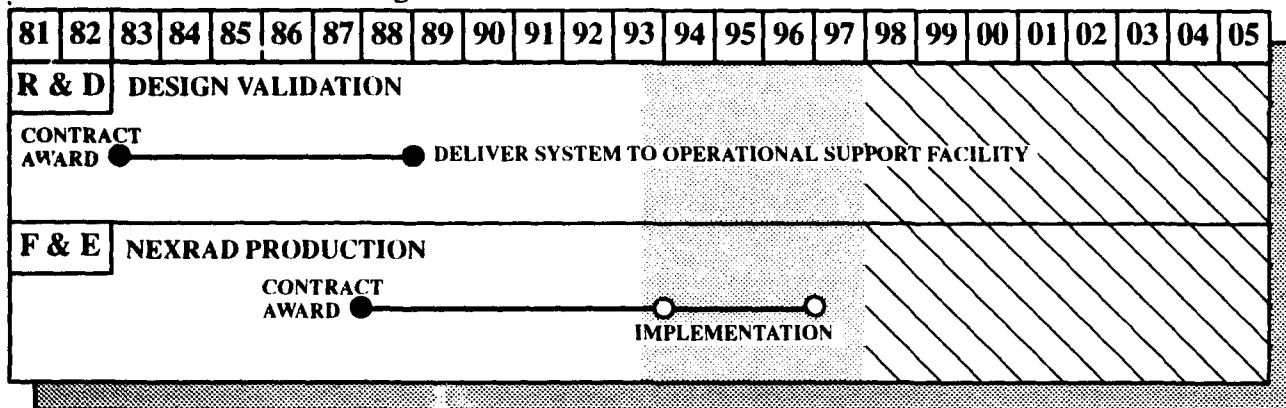 81 82 83 84 85 86 87 88 89 90 91 92 93 94 95 96 97 98 99 00 01 02 03 04 05
R & D DESIGN VALIDATION
CONTRACT
AWARD DELIVER SYSTEM TO OPERATIONAL SUPPORT FACILITY
F & E NEXRAD PRODUCTION
CONTRACT
AWARD
IMPLEMENTATION